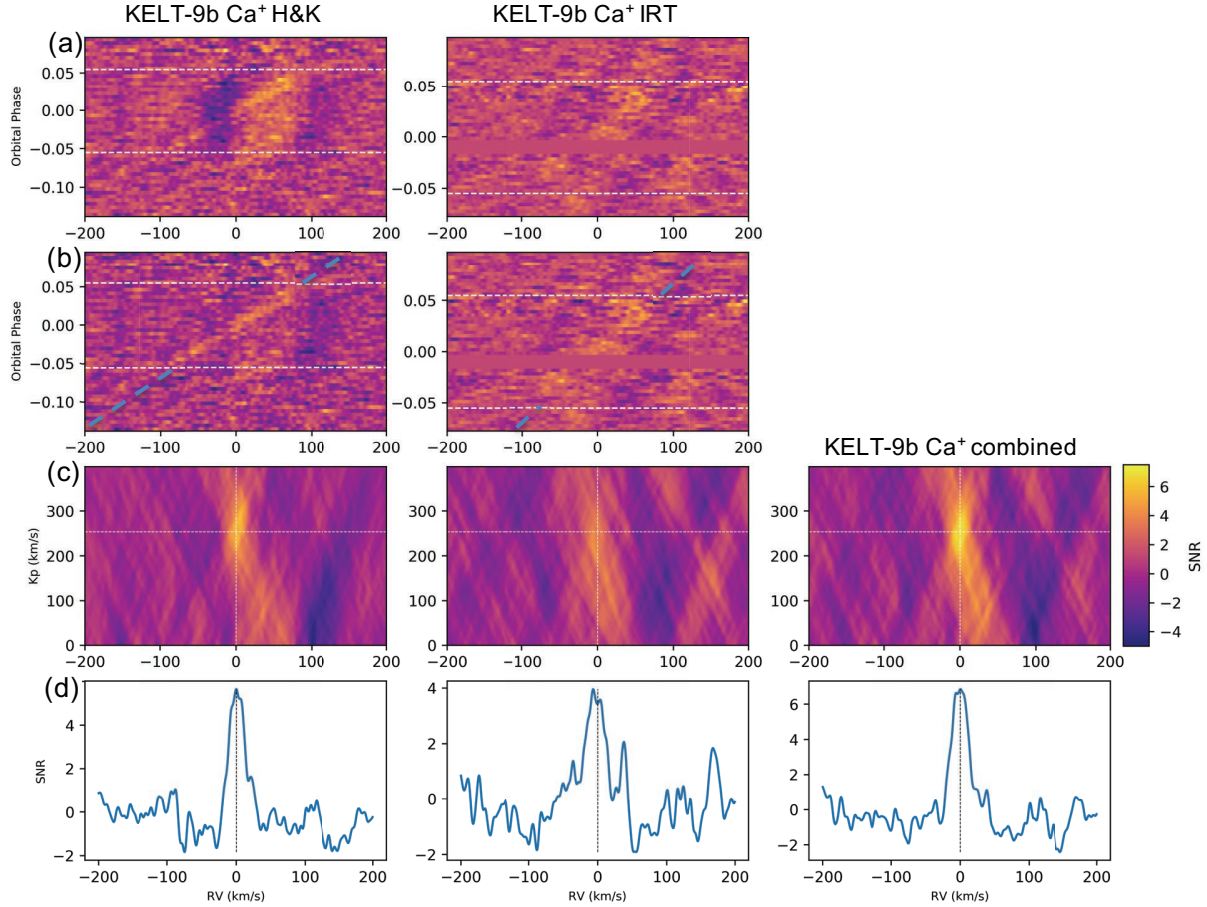 KELT-9b Ca⁺ H&K KELT-9b Ca⁺ IRT
(a)
Orbital Phase
0.05
0.00
−0.05
−0.10
0.05
0.00
−0.05
−200 −100 0 100 200 −200 −100 0 100 200
(b)
Orbital Phase
0.05
0.00
−0.05
−0.10
0.05
0.00
−0.05
−200 −100 0 100 200 −200 −100 0 100 200
KELT-9b Ca⁺ combined
(c)
Kp (km/s)
300
200
100
0
300
200
100
0
300
200
100
0
6
4
2
0
−2
−4
SNR
−200 −100 0 100 200 −200 −100 0 100 200 −200 −100 0 100 200
(d)
SNR
4
2
0
−2
4
2
0
−2
6
4
2
0
−2
−200 −100 0 100 200 −200 −100 0 100 200 −200 −100 0 100 200
RV (km/s) RV (km/s) RV (km/s)